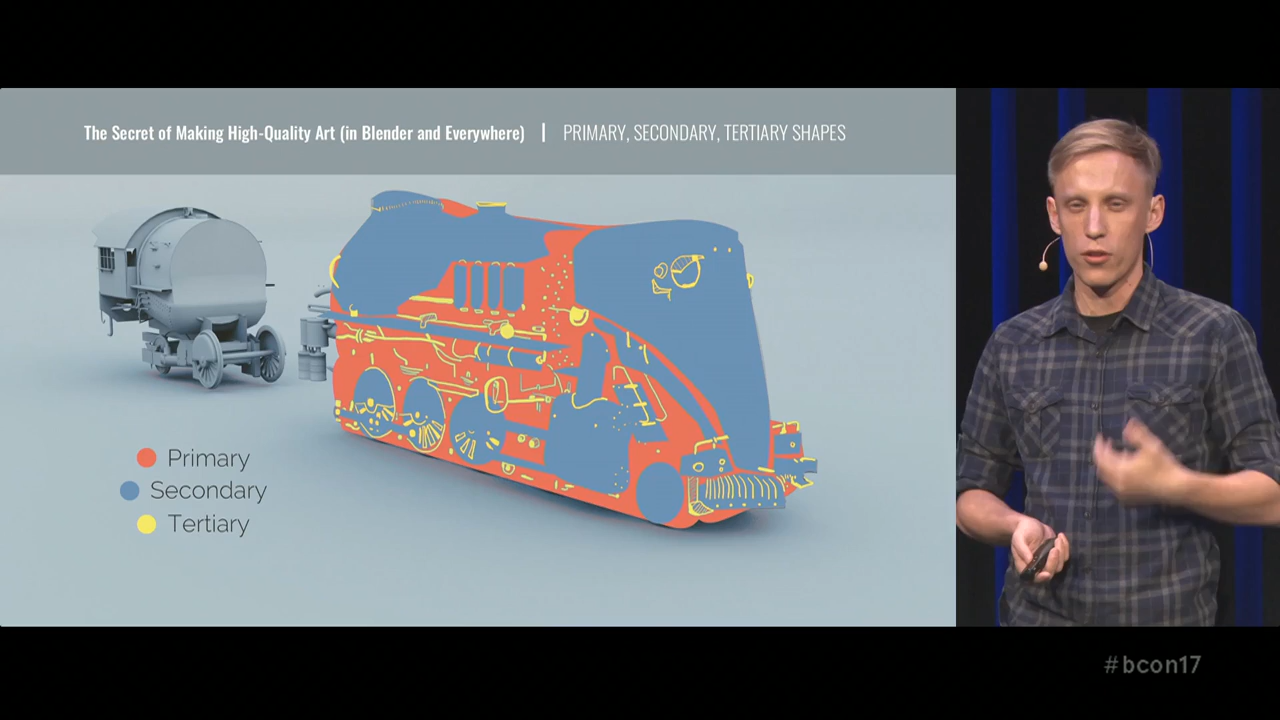 The Secret of Making High-Quality Art (in Blender and Everywhere) | PRIMARY, SECONDARY, TERTIARY SHAPES
Primary
Secondary
Tertiary
#bcon17